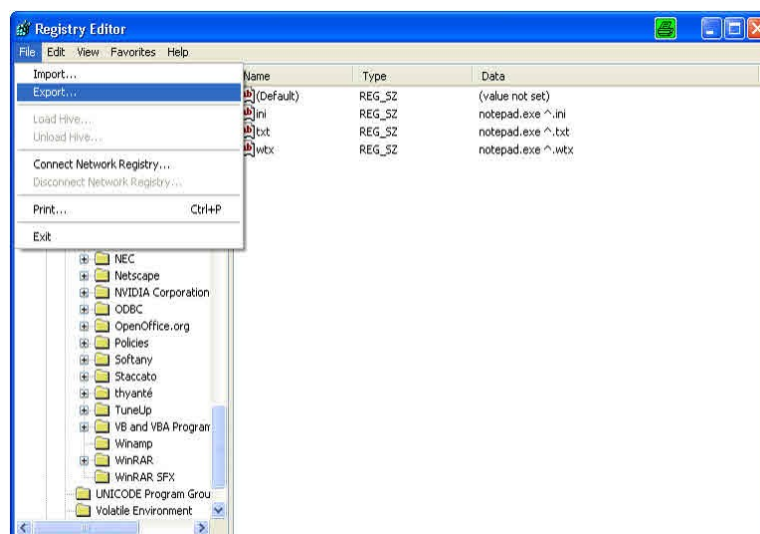 Registry Editor
File Edit View Favorites Help
Import...
Export...
Load Hive...
Unload Hive...
Connect Network Registry...
Disconnect Network Registry...
Print... Ctrl+P
Exit
Name Type Data
(Default) REG_SZ (value not set)
ini REG_SZ notepad.exe ^.ini
txt REG_SZ notepad.exe ^.txt
wtx REG_SZ notepad.exe ^.wtx
NEC
Netscape
NVIDIA Corporation
ODBC
OpenOffice.org
Policies
Softany
Staccato
thyanté
TuneUp
VB and VBA Program
Winamp
WinRAR
WinRAR SFX
UNICODE Program Grou
Volatile Environment